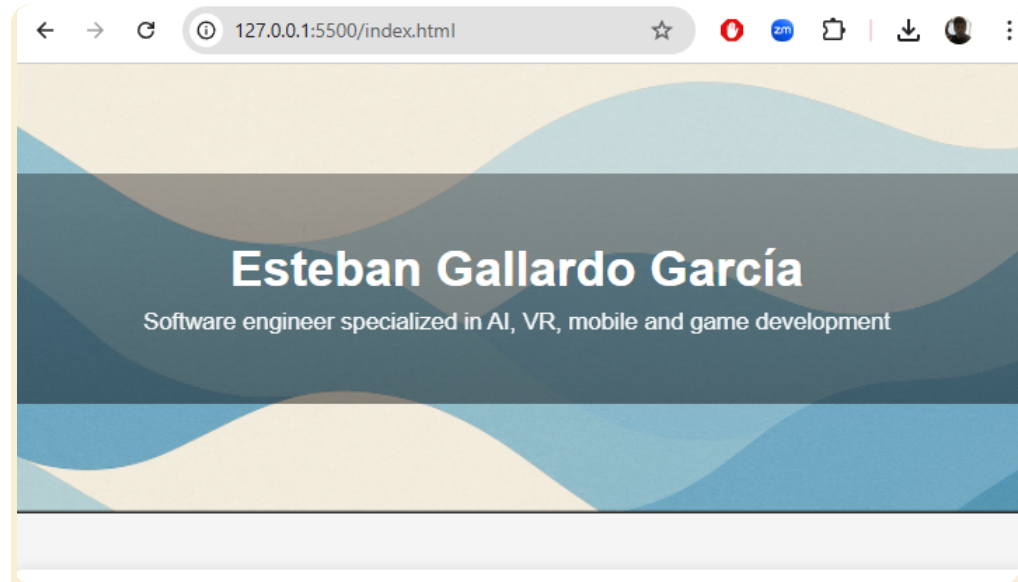 127.0.0.1:5500/index.html
zm
Esteban Gallardo García
Software engineer specialized in AI, VR, mobile and game development